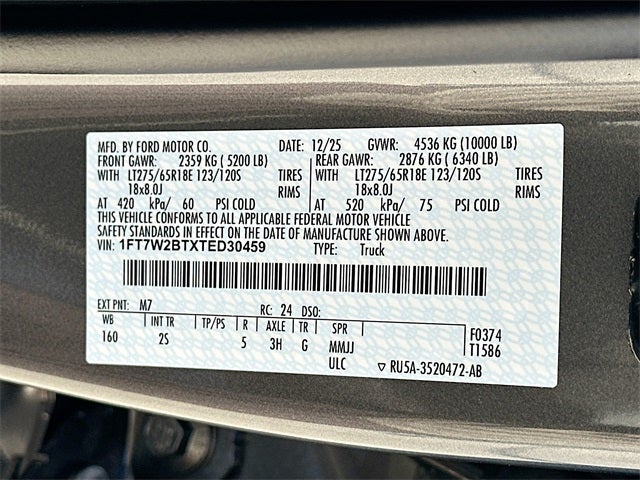 MFD. BY FORD MOTOR CO. DATE: 12/25 GVWR: 4536 KG (10000 LB)
FRONT GAWR: 2359 KG (5200 LB) REAR GAWR: 2876 KG (6340 LB)
WITH LT275/65R18E 123/120S TIRES WITH LT275/65R18E 123/120S TIRES
18x8.0J RIMS 18x8.0J RIMS
AT 420 kPa/ 60 PSI COLD AT 520 kPa/ 75 PSI COLD
THIS VEHICLE CONFORMS TO ALL APPLICABLE FEDERAL MOTOR VEHICLE
SAFETY STANDARDS IN EFFECT ON THE DATE OF MANUFACTURE SHOWN ABOVE.
VIN: 1FT7W2BTXTED30459 TYPE: Truck
EXT PNT: M7 RC: 24 DSO:
WB INT TR TP/PS R AXLE TR SPR F0374
160 2S 5 3H G MMJJ T1586
ULC ▽ RU5A-3520472-AB